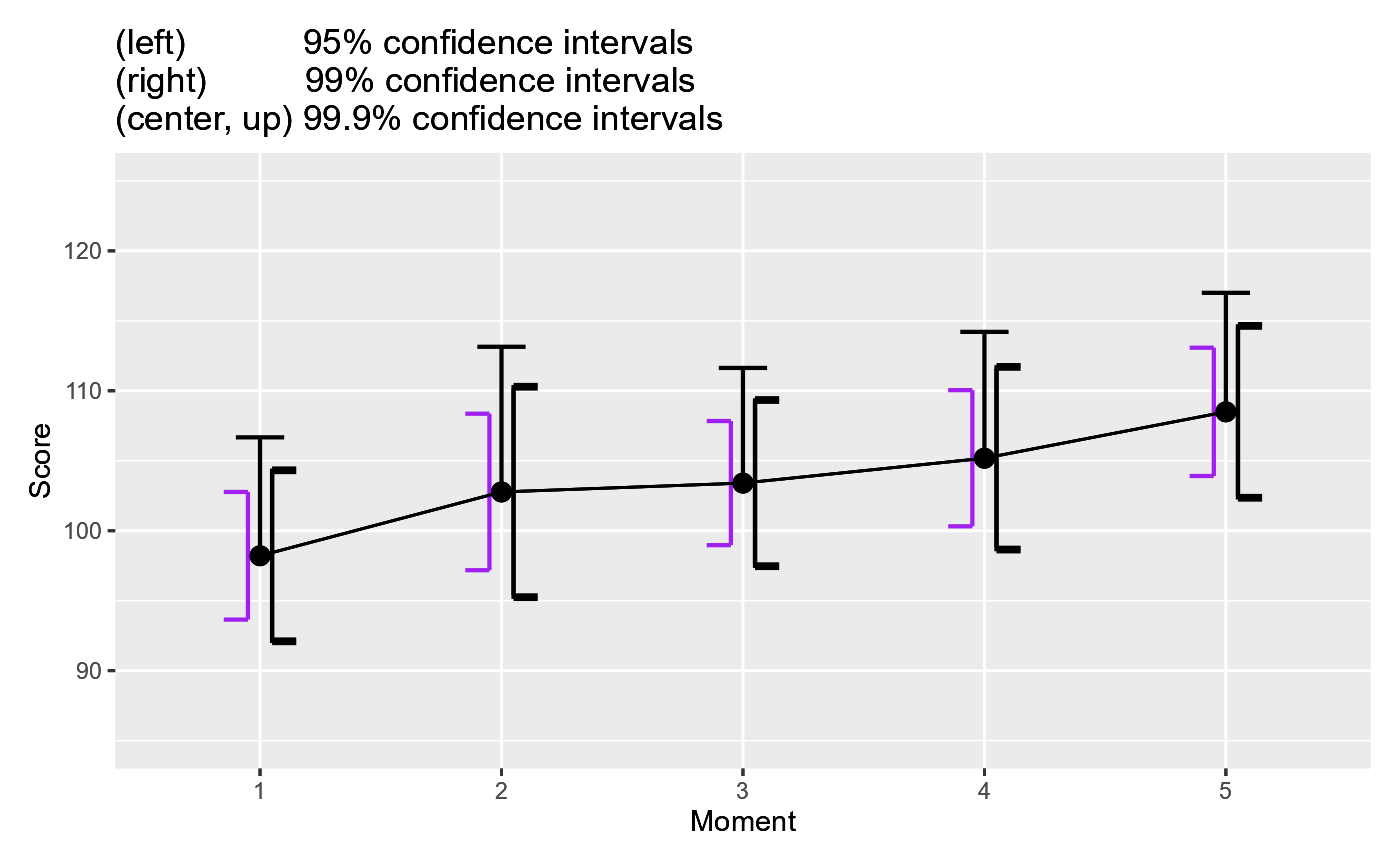 (left) 95% confidence intervals
(right) 99% confidence intervals
(center, up) 99.9% confidence intervals
Score
120
110
100
90
1 2 3 4 5
Moment